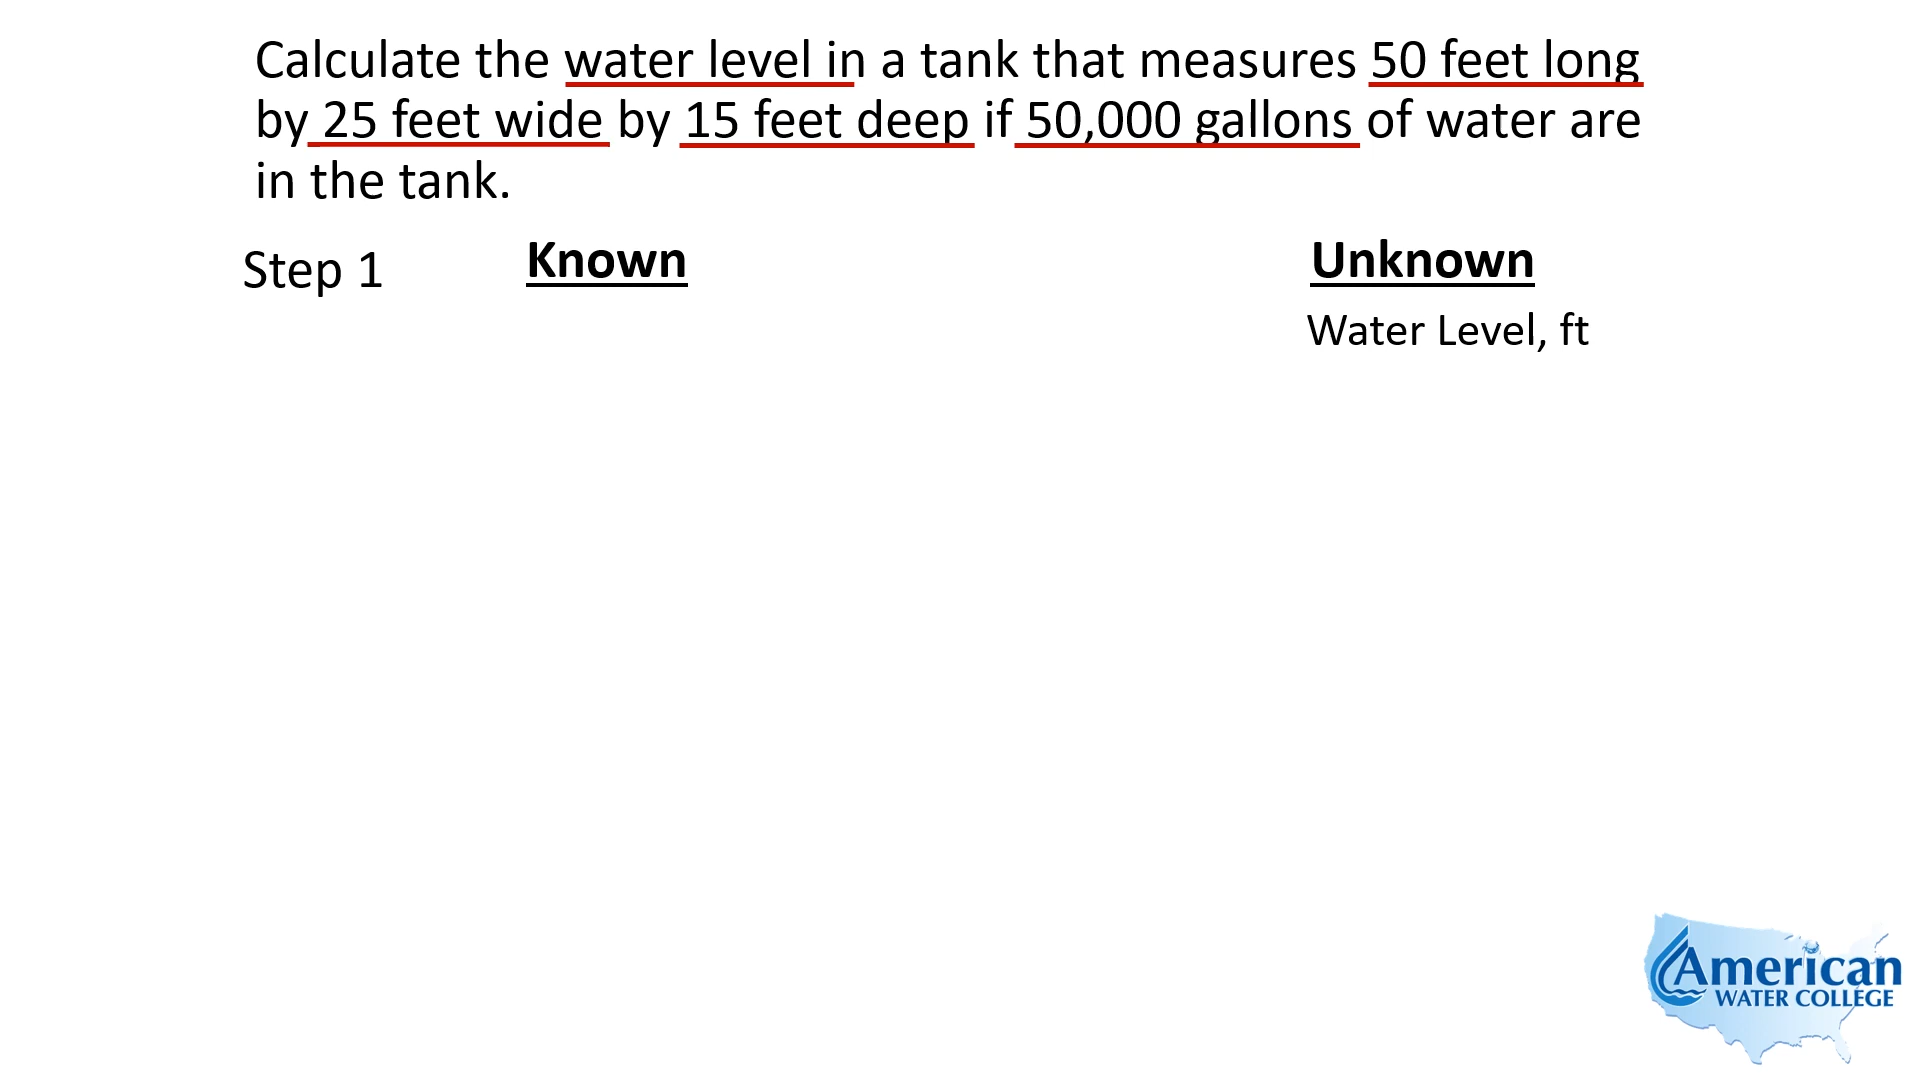 Calculate the water level in a tank that measures 50 feet long
by 25 feet wide by 15 feet deep if 50,000 gallons of water are
in the tank.
Step 1 Known Unknown
Water Level, ft
American
WATER COLLEGE